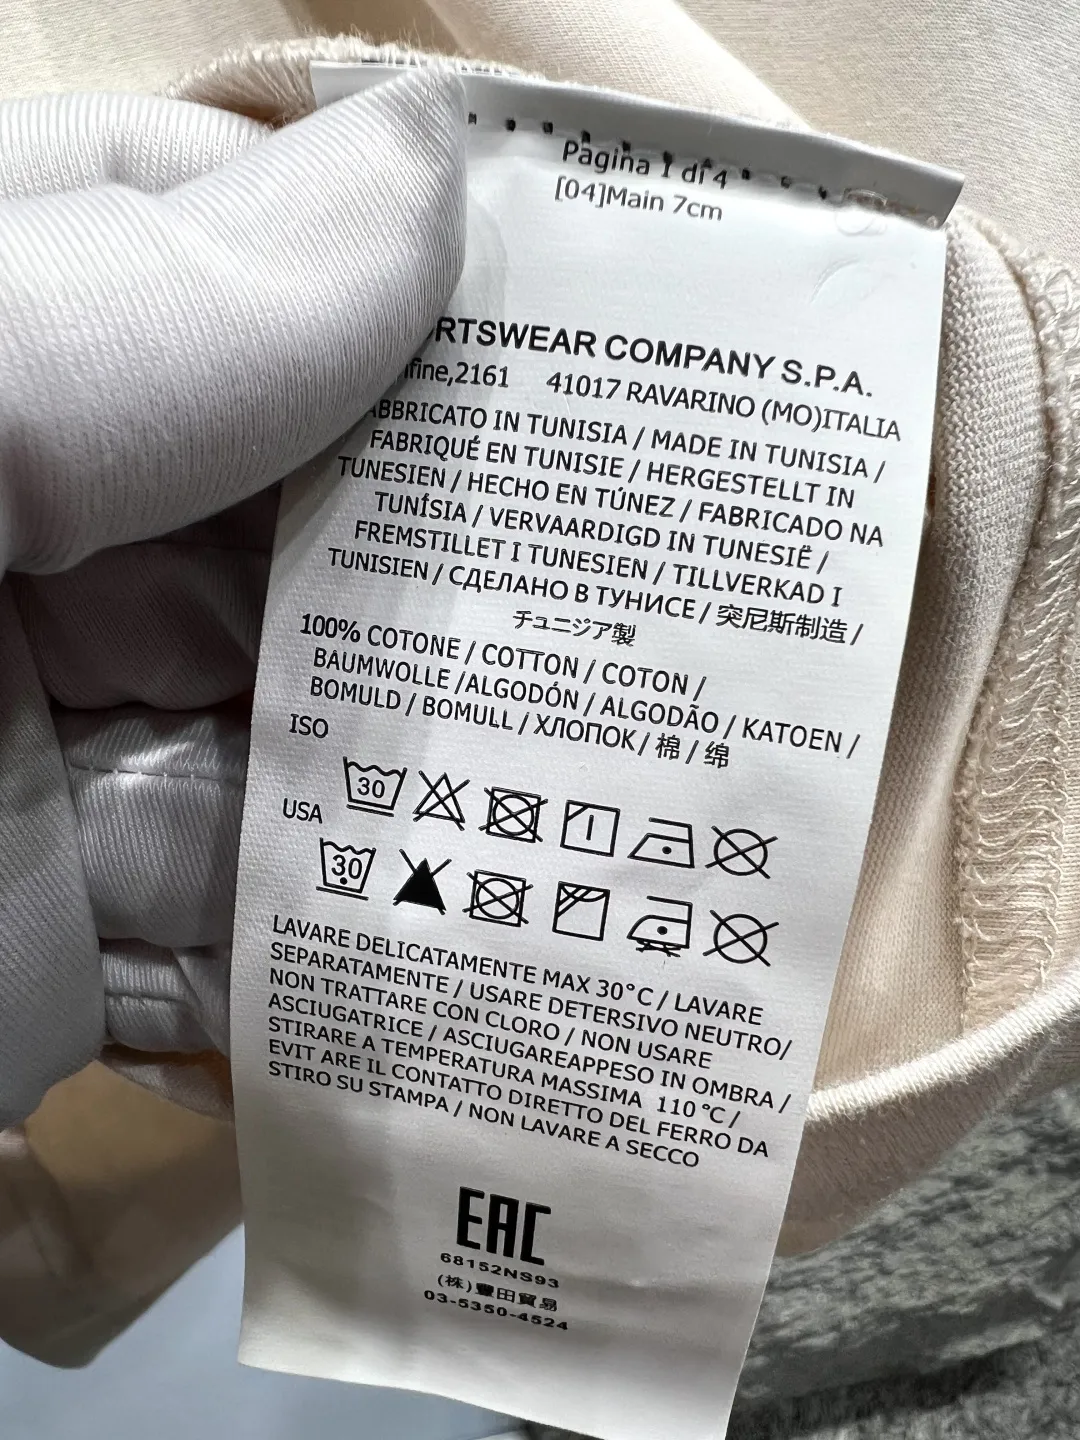 Pagina 1 di 4
[04]Main 7cm
RTSWEAR COMPANY S.P.A.
fine,2161 41017 RAVARINO (MO)ITALIA
ABBRICATO IN TUNISIA / MADE IN TUNISIA /
FABRIQUÉ EN TUNISIE / HERGESTELLT IN
TUNESIEN / HECHO EN TÚNEZ / FABRICADO NA
TUNÍSIA / VERVAARDIGD IN TUNESIË /
FREMSTILLET I TUNESIEN / TILLVERKAD I
TUNISIEN / СДЕЛАНО В ТУНИСЕ / 突尼斯制造 /
チュニジア製
100% COTONE / COTTON / COTON /
BAUMWOLLE /ALGODÓN / ALGODÃO / KATOEN /
BOMULD / BOMULL / ХЛОПОК / 棉 / 绵
ISO
30
USA
30
LAVARE DELICATAMENTE MAX 30°C / LAVARE
SEPARATAMENTE / USARE DETERSIVO NEUTRO/
NON TRATTARE CON CLORO / NON USARE
ASCIUGATRICE / ASCIUGAREAPPESO IN OMBRA /
STIRARE A TEMPERATURA MASSIMA 110 °C /
EVIT ARE IL CONTATTO DIRETTO DEL FERRO DA
STIRO SU STAMPA / NON LAVARE A SECCO
EAC
68152NS93
(株)豐田貿易
03-5350-4524